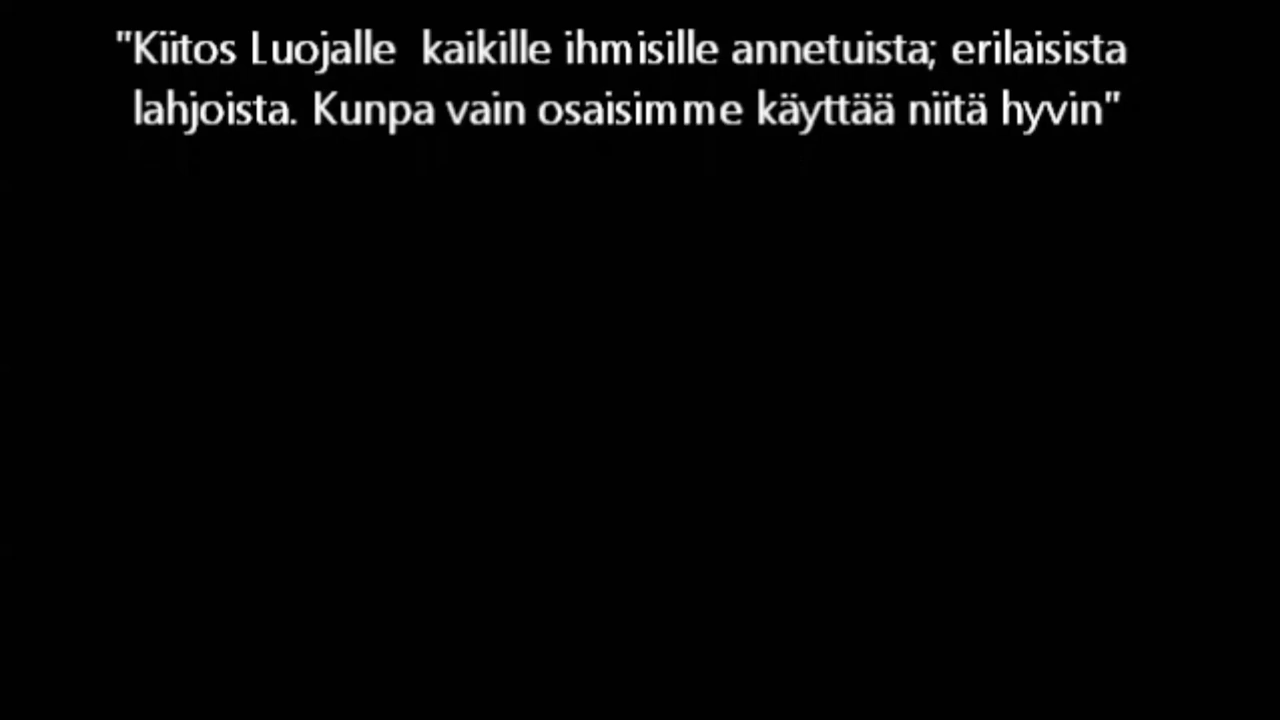 "Kiitos Luojalle  kaikille ihmisille annetuista; erilaisista
lahjoista. Kunpa vain osaisimme käyttää niitä hyvin"